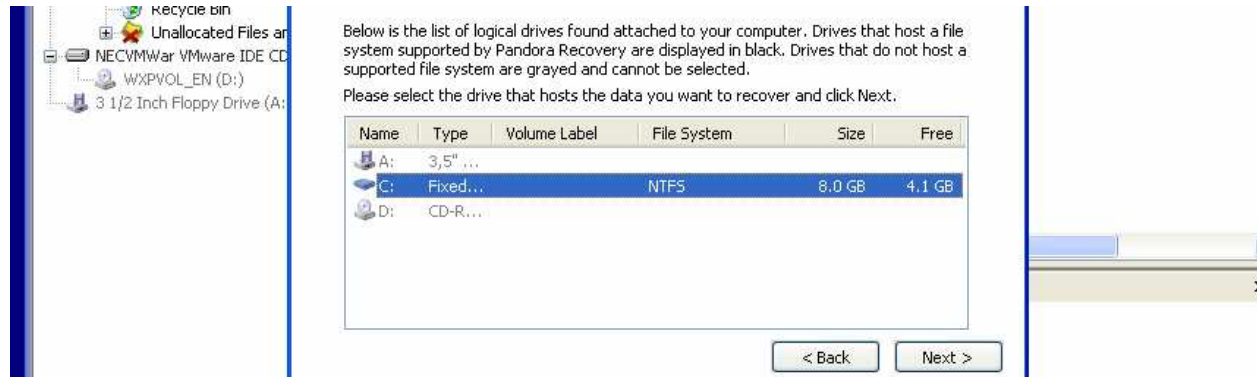 Recycle Bin
Unallocated Files ar
NECVMWar VMware IDE CD
WXPVOL_EN (D:)
3 1/2 Inch Floppy Drive (A:
Below is the list of logical drives found attached to your computer. Drives that host a file
system supported by Pandora Recovery are displayed in black. Drives that do not host a
supported file system are grayed and cannot be selected.
Please select the drive that hosts the data you want to recover and click Next.
Name Type Volume Label File System Size Free
A: 3,5" ...
C: Fixed... NTFS 8.0 GB 4.1 GB
D: CD-R...
< Back Next >